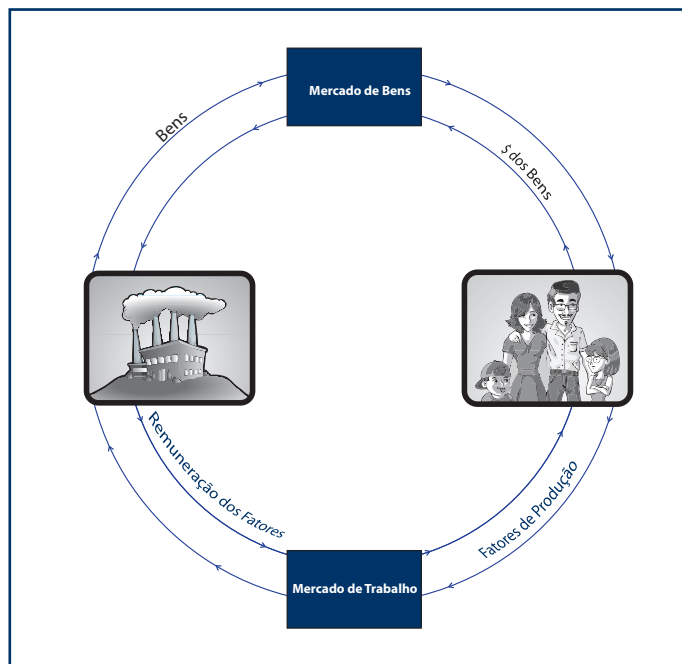 Mercado de Bens
Bens
$ dos Bens
Remuneração dos Fatores
Fatores de Produção
Mercado de Trabalho